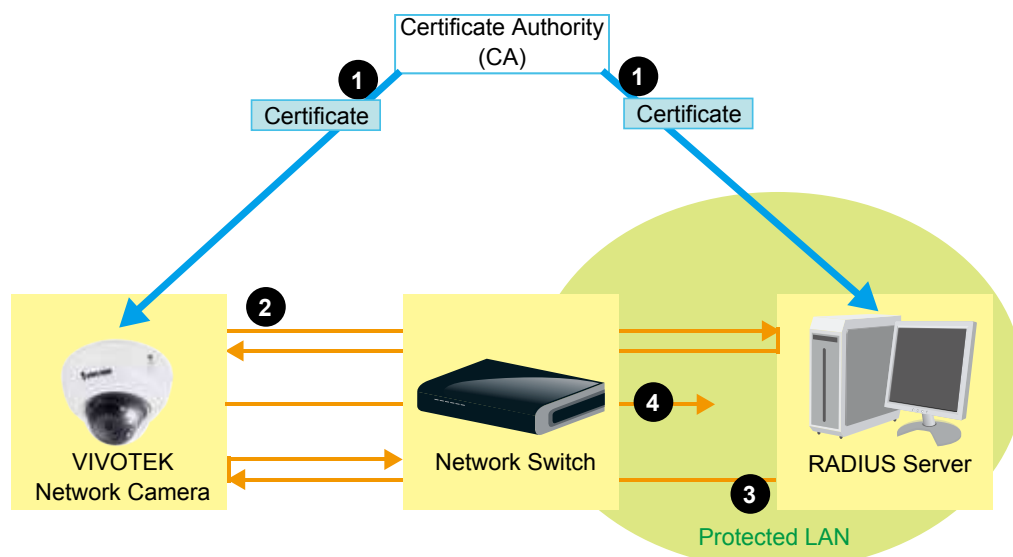 Certificate Authority
(CA)
1
1
Certificate
Certificate
2
4
VIVOTEK
Network Camera
Network Switch
RADIUS Server
3
Protected LAN